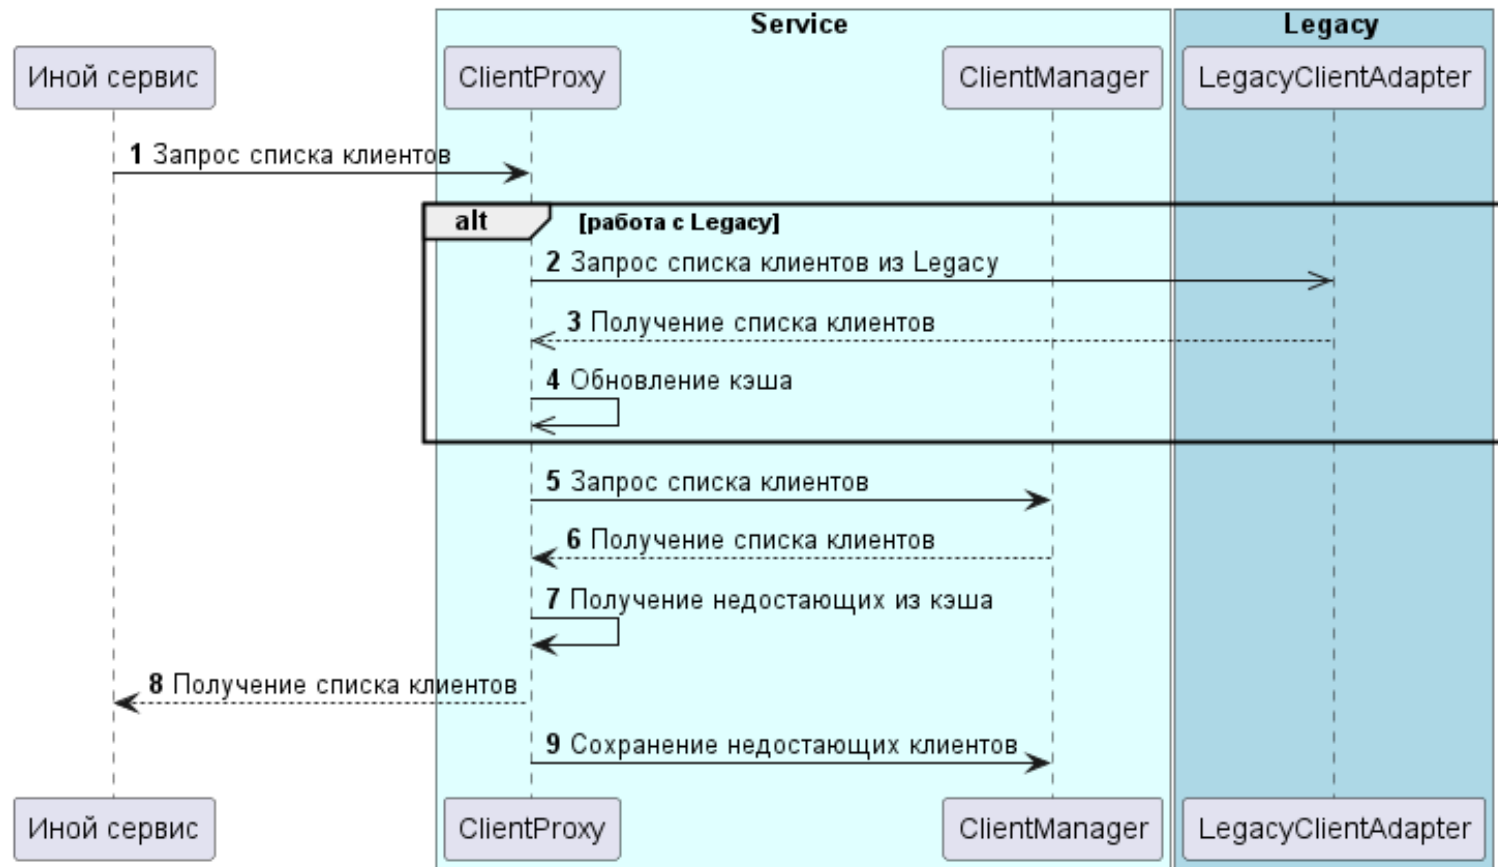 Service
Legacy
Иной сервис
ClientProxy
ClientManager
LegacyClientAdapter
1 Запрос списка клиентов
alt
[работа с Legacy]
2 Запрос списка клиентов из Legacy
3 Получение списка клиентов
4 Обновление кэша
5 Запрос списка клиентов
6 Получение списка клиентов
7 Получение недостающих из кэша
8 Получение списка клиентов
9 Сохранение недостающих клиентов
Иной сервис
ClientProxy
ClientManager
LegacyClientAdapter